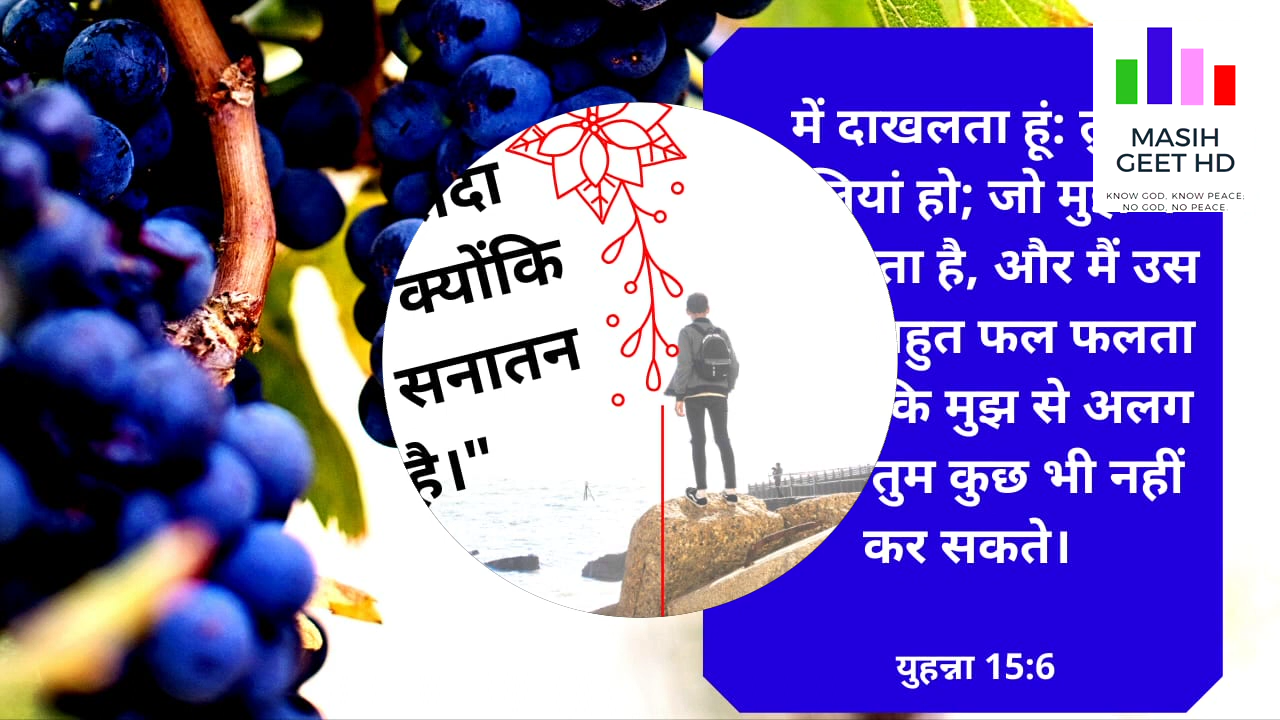 क्योंकि
सनातन
है।"
में दाखलता हूं:
हो; जो
है, और मैं उस
फल फलता
मुझ से अलग
तुम कुछ भी नहीं
कर सकते।
युहन्ना 15:6
MASIH
GEET HD
KNOW GOD, KNOW PEACE;
NO GOD, NO PEACE.